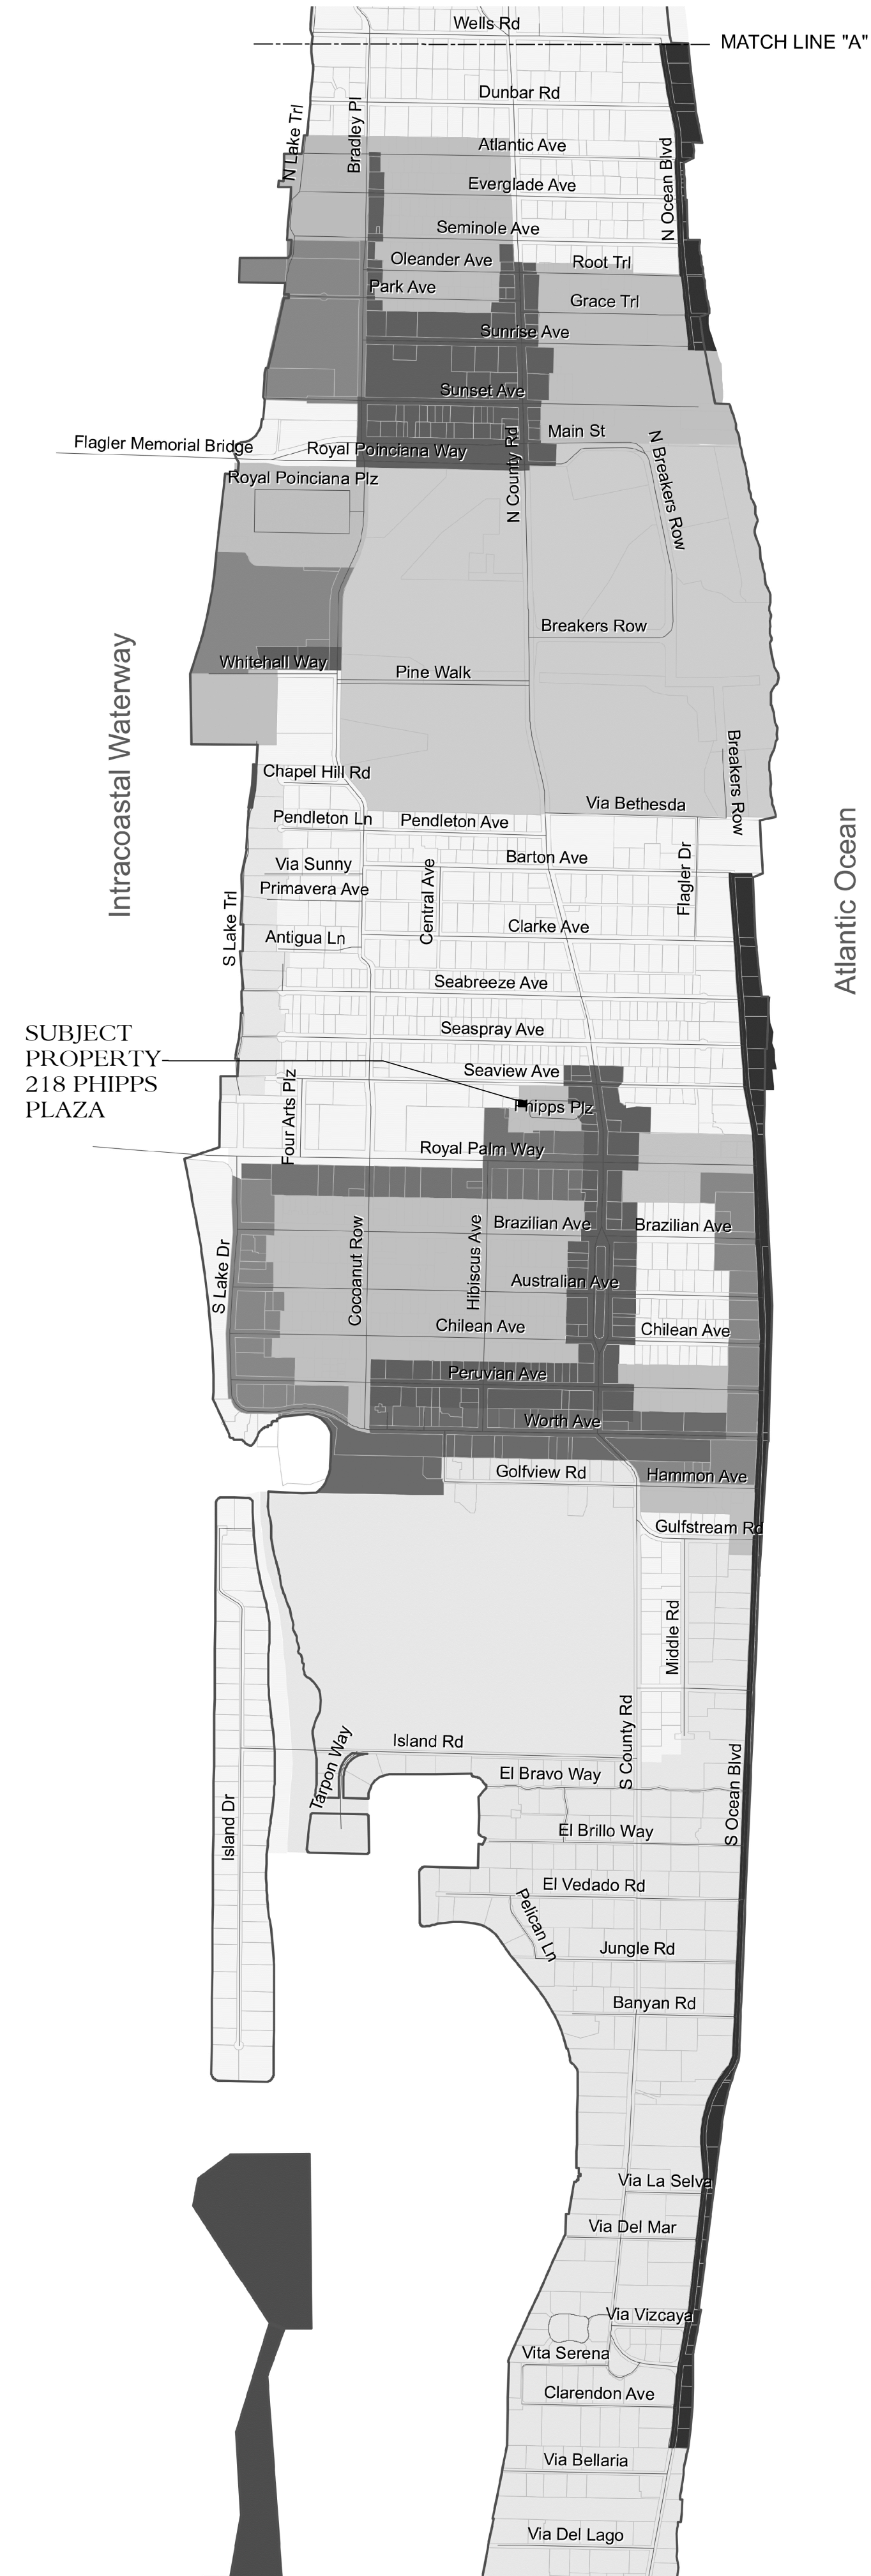 Wells Rd
MATCH LINE "A"
Dunbar Rd
N Lake Trl
Bradley Pl
N Ocean Blvd
Atlantic Ave
Everglade Ave
Seminole Ave
Oleander Ave
Root Trl
Park Ave
Grace Trl
Sunrise Ave
Sunset Ave
Main St
Flagler Memorial Bridge
Royal Poinciana Way
N County Rd
N Breakers Row
Royal Poinciana Plz
Intracoastal Waterway
Breakers Row
Whitehall Way
Pine Walk
Breakers Row
Chapel Hill Rd
Via Bethesda
Pendleton Ln
Pendleton Ave
Atlantic Ocean
Via Sunny
Barton Ave
Flagler Dr
Primavera Ave
Central Ave
S Lake Trl
Clarke Ave
Antigua Ln
Seabreeze Ave
Seaspray Ave
SUBJECT
PROPERTY
218 PHIPPS
PLAZA
Seaview Ave
Four Arts Plz
Phipps Plz
Royal Palm Way
Brazilian Ave
Brazilian Ave
S Lake Dr
Cocoanut Row
Hibiscus Ave
Australian Ave
Chilean Ave
Chilean Ave
Peruvian Ave
Worth Ave
Golfview Rd
Hammon Ave
Gulfstream Rd
Middle Rd
S County Rd
Island Rd
Tarpon Way
El Bravo Way
S Ocean Blvd
Island Dr
El Brillo Way
El Vedado Rd
Pelican Ln
Jungle Rd
Banyan Rd
Via La Selva
Via Del Mar
Via Vizcaya
Vita Serena
Clarendon Ave
Via Bellaria
Via Del Lago